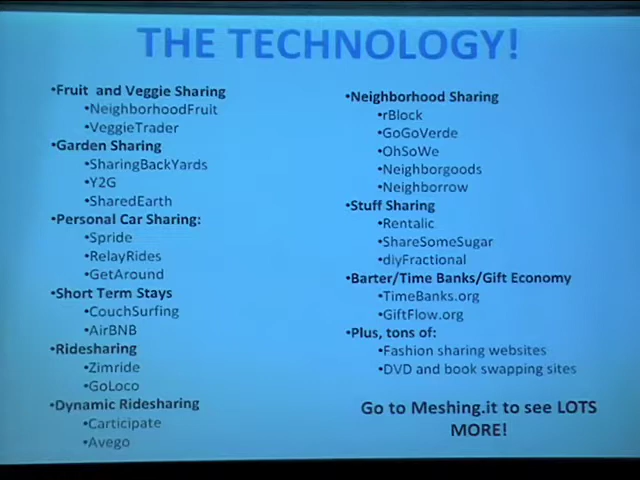 THE TECHNOLOGY!
•Fruit and Veggie Sharing
•NeighborhoodFruit
•VeggieTrader
•Garden Sharing
•SharingBackYards
•Y2G
•SharedEarth
•Personal Car Sharing:
•Spride
•RelayRides
•GetAround
•Short Term Stays
•CouchSurfing
•AirBNB
•Ridesharing
•Zimride
•GoLoco
•Dynamic Ridesharing
•Carticipate
•Avego
•Neighborhood Sharing
•rBlock
•GoGoVerde
•OhSoWe
•Neighborgoods
•Neighborrow
•Stuff Sharing
•Rentalic
•ShareSomeSugar
•diyFractional
•Barter/Time Banks/Gift Economy
•TimeBanks.org
•GiftFlow.org
•Plus, tons of:
•Fashion sharing websites
•DVD and book swapping sites
Go to Meshing.it to see LOTS
MORE!